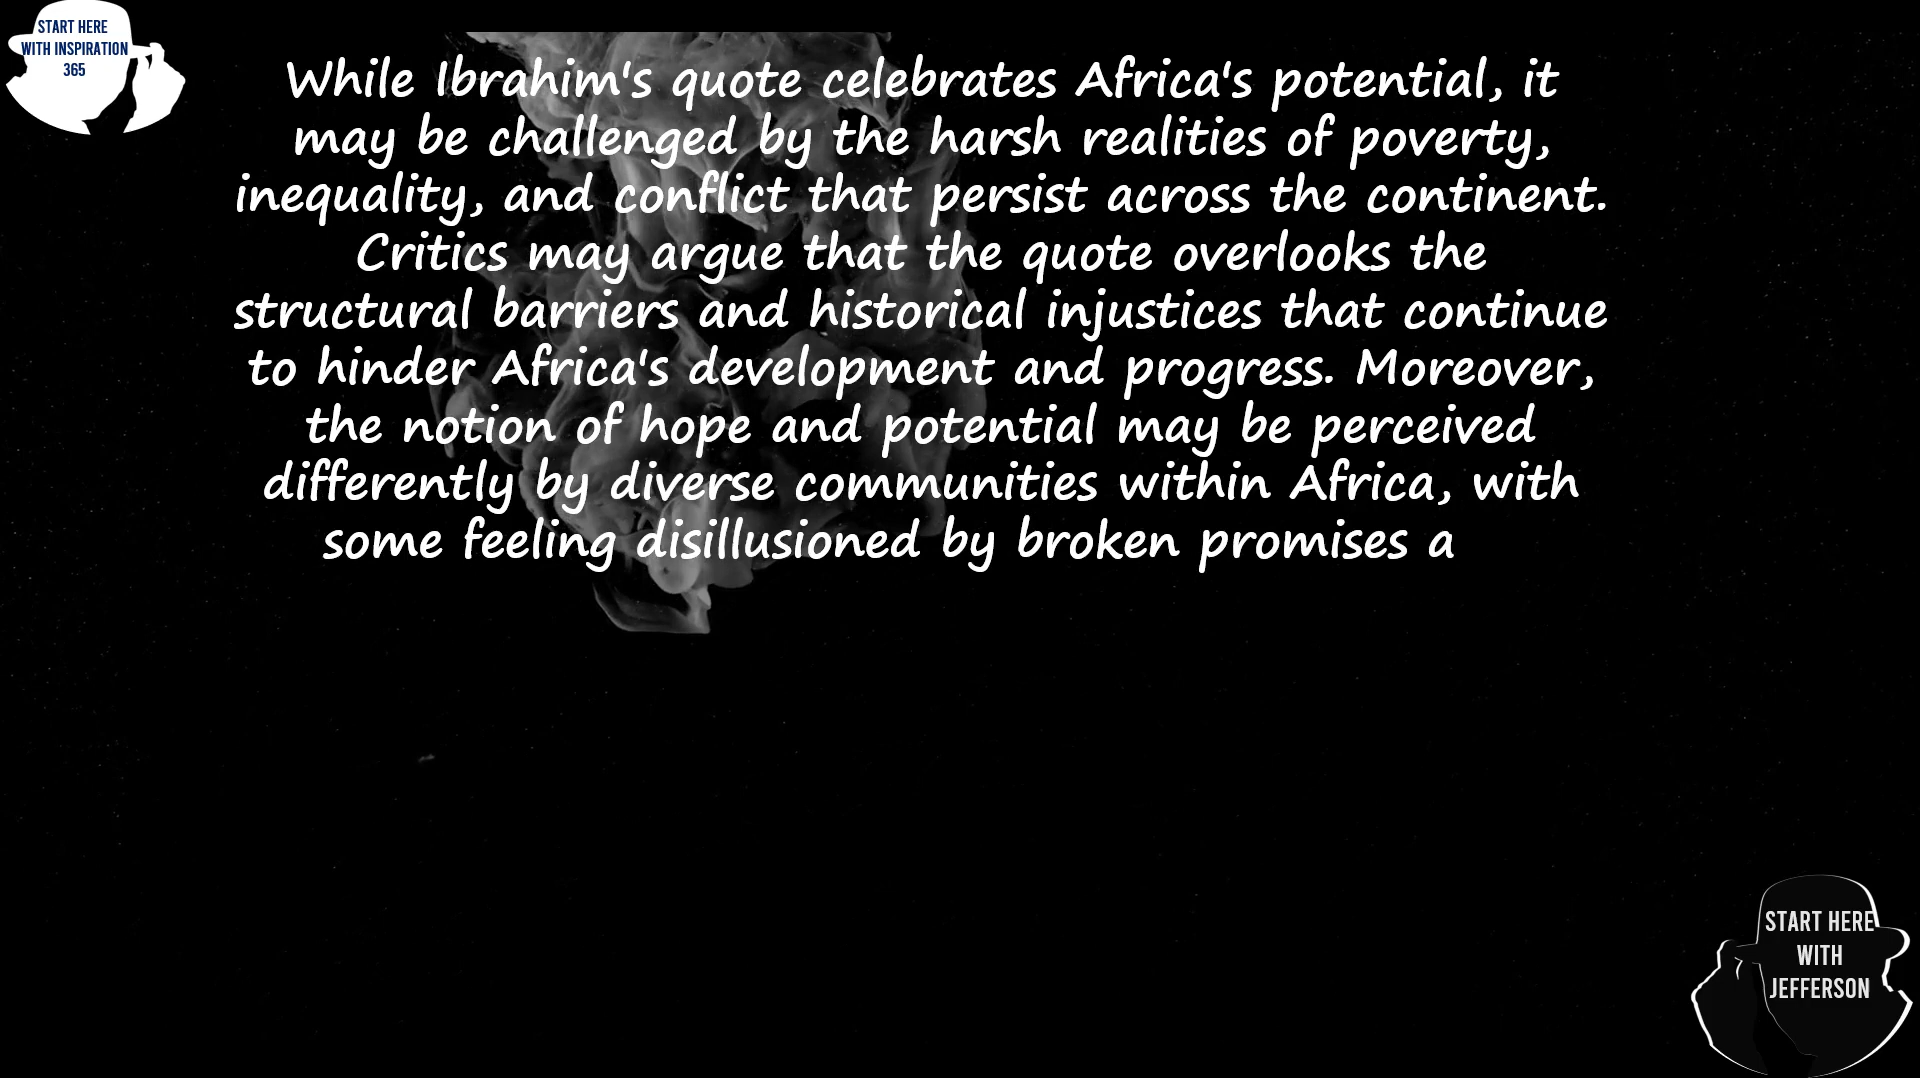 START HERE
WITH INSPIRATION
365
While Ibrahim's quote celebrates Africa's potential, it
may be challenged by the harsh realities of poverty,
inequality, and conflict that persist across the continent.
Critics may argue that the quote overlooks the
structural barriers and historical injustices that continue
to hinder Africa's development and progress. Moreover,
the notion of hope and potential may be perceived
differently by diverse communities within Africa, with
some feeling disillusioned by broken promises a
START HERE
WITH
JEFFERSON